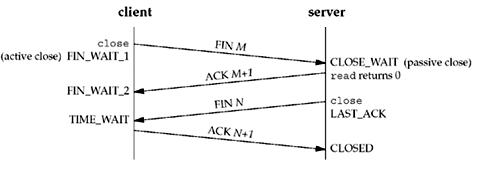 client server
close
(active close) FIN_WAIT_1
FIN M
CLOSE_WAIT (passive close)
read returns 0
ACK M+1
FIN_WAIT_2
FIN N
close
LAST_ACK
TIME_WAIT
ACK N+1
CLOSED